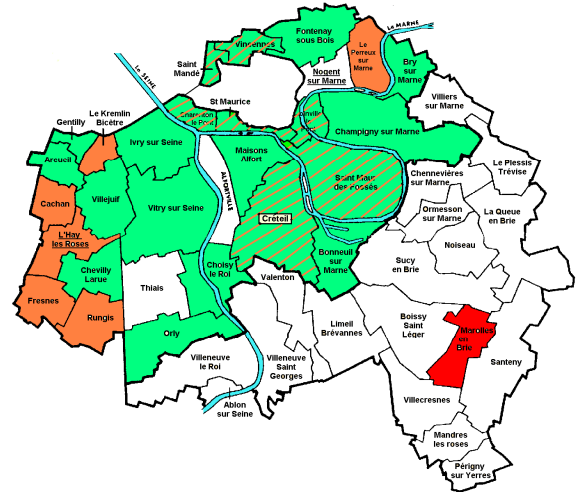 La MARNE
Fontenay
sous Bois
Vincennes
Le
Perreux
sur
Marne
La SEINE
Saint
Mandé
Bry
sur
Marne
Nogent
sur Marne
Villiers
sur Marne
St Maurice
Le Kremlin
Bicêtre
Gentilly
Charenton
le Pont
Joinville
le
Pont
Champigny sur Marne
Ivry sur Seine
Maisons
Alfort
Arcueil
Le Plessis
Trévise
Chennevières
sur Marne
Saint Maur
des Fossés
ALFORTVILLE
Cachan
Villejuif
Vitry sur Seine
Créteil
Ormesson
sur Marne
La Queue
en Brie
L'Hay
les Roses
Noiseau
Bonneuil
sur
Marne
Sucy
en Brie
Chevilly
Larue
Choisy
le Roi
Valenton
Thiais
Fresnes
Rungis
Limeil
Brévannes
Boissy
Saint
Léger
Marolles
en
Brie
Orly
Villeneuve
le Roi
Villeneuve
Saint
Georges
Santeny
Villecresnes
Ablon
sur Seine
Mandres
les roses
Périgny
sur Yerres